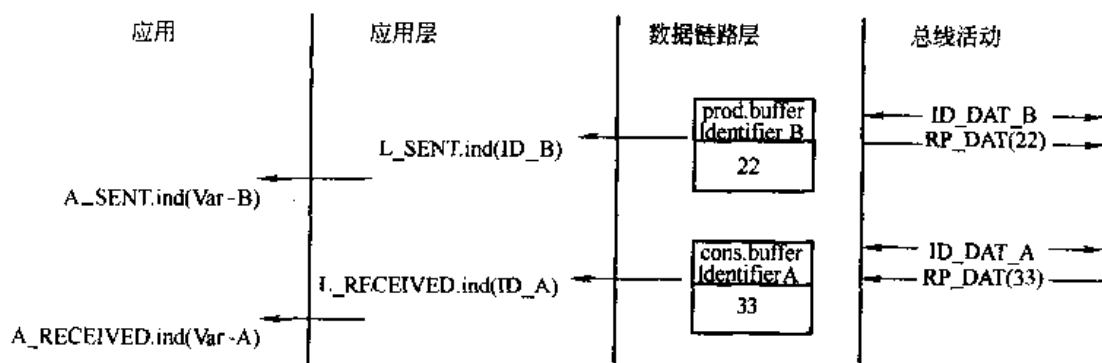 应用 应用层 数据链路层 总线活动
prod.buffer
Identifier B
22
ID_DAT_B
RP_DAT(22)
L_SENT.ind(ID_B)
A_SENT.ind(Var-B)
cons.buffer
Identifier A
33
ID_DAT_A
RP_DAT(33)
L_RECEIVED.ind(ID_A)
A_RECEIVED.ind(Var-A)